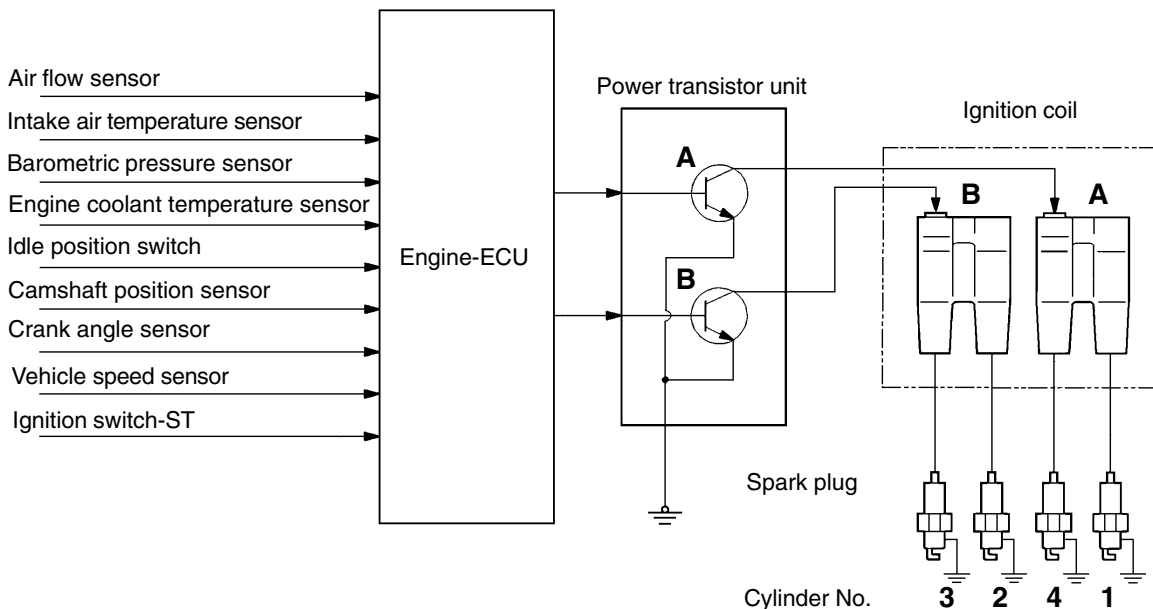 Air flow sensor
Intake air temperature sensor
Barometric pressure sensor
Engine coolant temperature sensor
Idle position switch
Camshaft position sensor
Crank angle sensor
Vehicle speed sensor
Ignition switch-ST
Engine-ECU
Power transistor unit
A
B
Ignition coil
B A
Spark plug
Cylinder No. 3 2 4 1